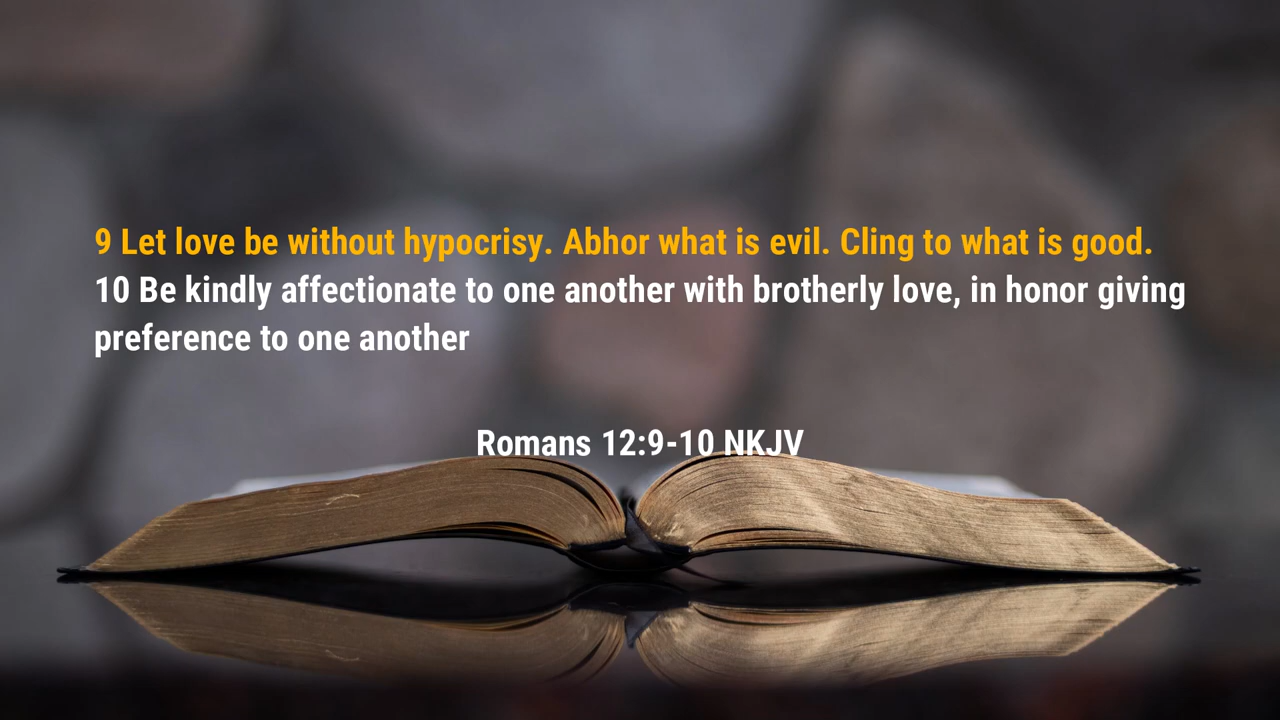 9 Let love be without hypocrisy. Abhor what is evil. Cling to what is good.
10 Be kindly affectionate to one another with brotherly love, in honor giving
preference to one another
Romans 12:9-10 NKJV